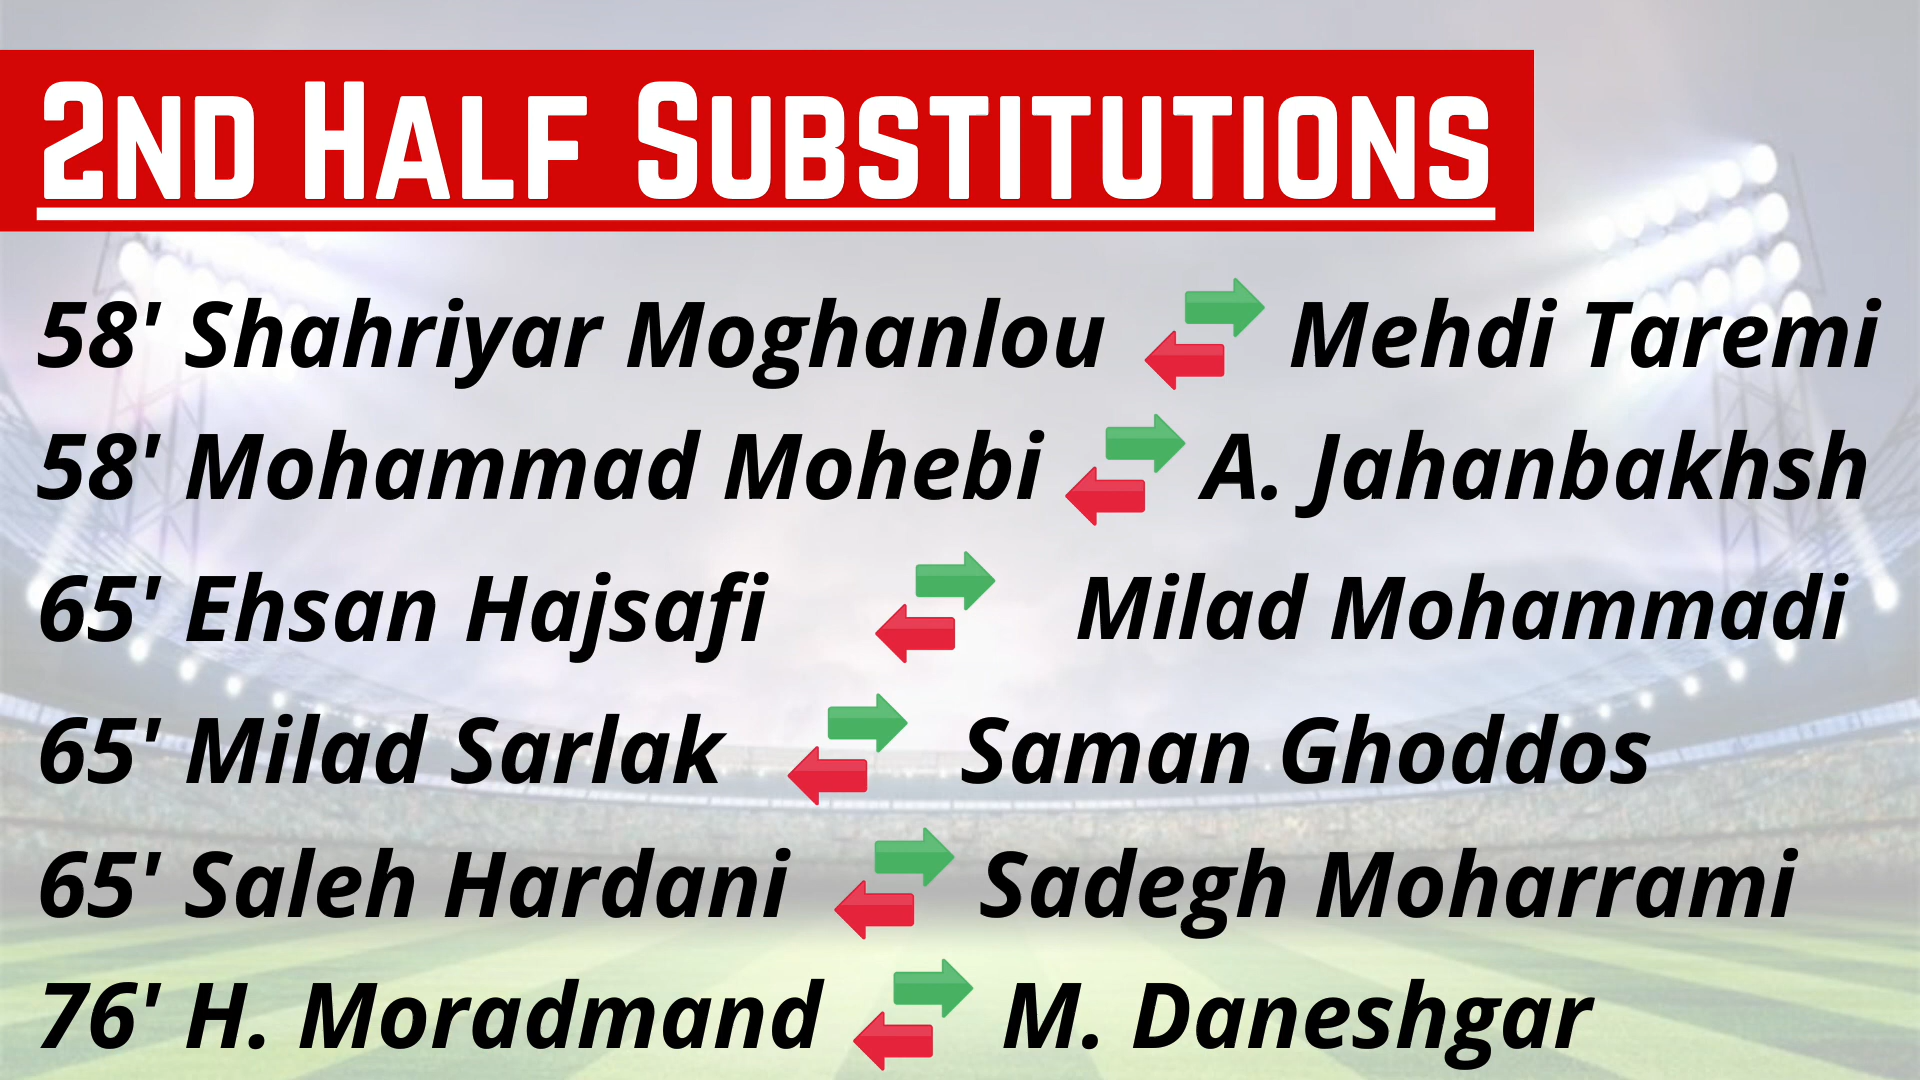 2ND HALF SUBSTITUTIONS
58' Shahriyar Moghanlou Mehdi Taremi
58' Mohammad Mohebi A. Jahanbakhsh
65' Ehsan Hajsafi Milad Mohammadi
65' Milad Sarlak Saman Ghoddos
65' Saleh Hardani Sadegh Moharrami
76' H. Moradmand M. Daneshgar